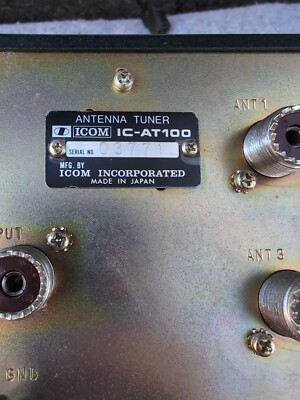 ANTENNA TUNER
ICOM IC-AT100
SERIAL NO.
MFG. BY
ICOM INCORPORATED
MADE IN JAPAN
ANT 1
PUT
ANT 3
GND